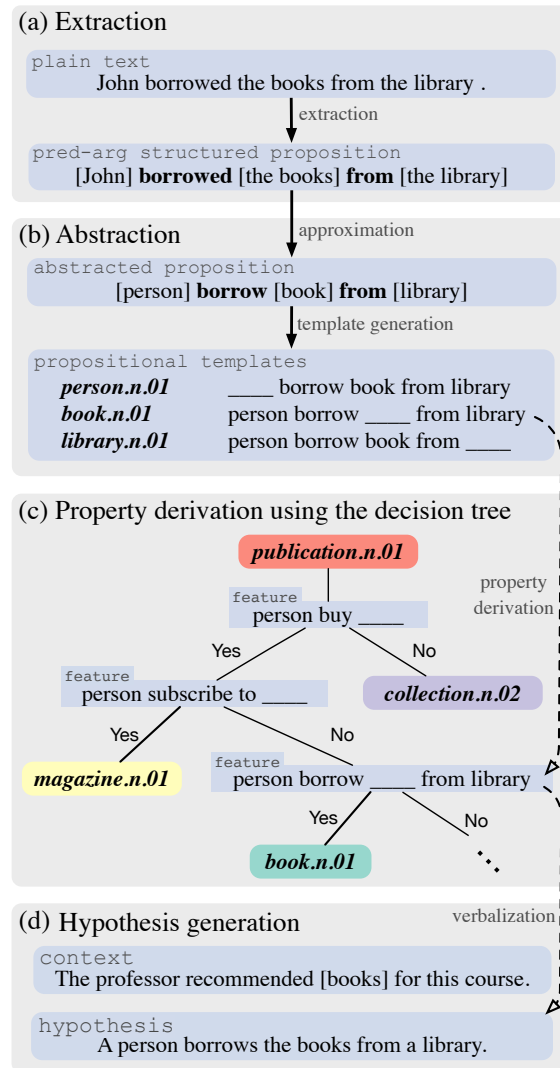 (a) Extraction
plain text
John borrowed the books from the library .
extraction
pred-arg structured proposition
[John] borrowed [the books] from [the library]
approximation
(b) Abstraction
abstracted proposition
[person] borrow [book] from [library]
template generation
propositional templates
person.n.01 ____ borrow book from library
book.n.01 person borrow ____ from library
library.n.01 person borrow book from ____
(c) Property derivation using the decision tree
publication.n.01
property
derivation
feature
person buy ____
Yes No
feature
person subscribe to ____
collection.n.02
Yes No
magazine.n.01
feature
person borrow ____ from library
Yes No
book.n.01
...
verbalization
(d) Hypothesis generation
context
The professor recommended [books] for this course.
hypothesis
A person borrows the books from a library.